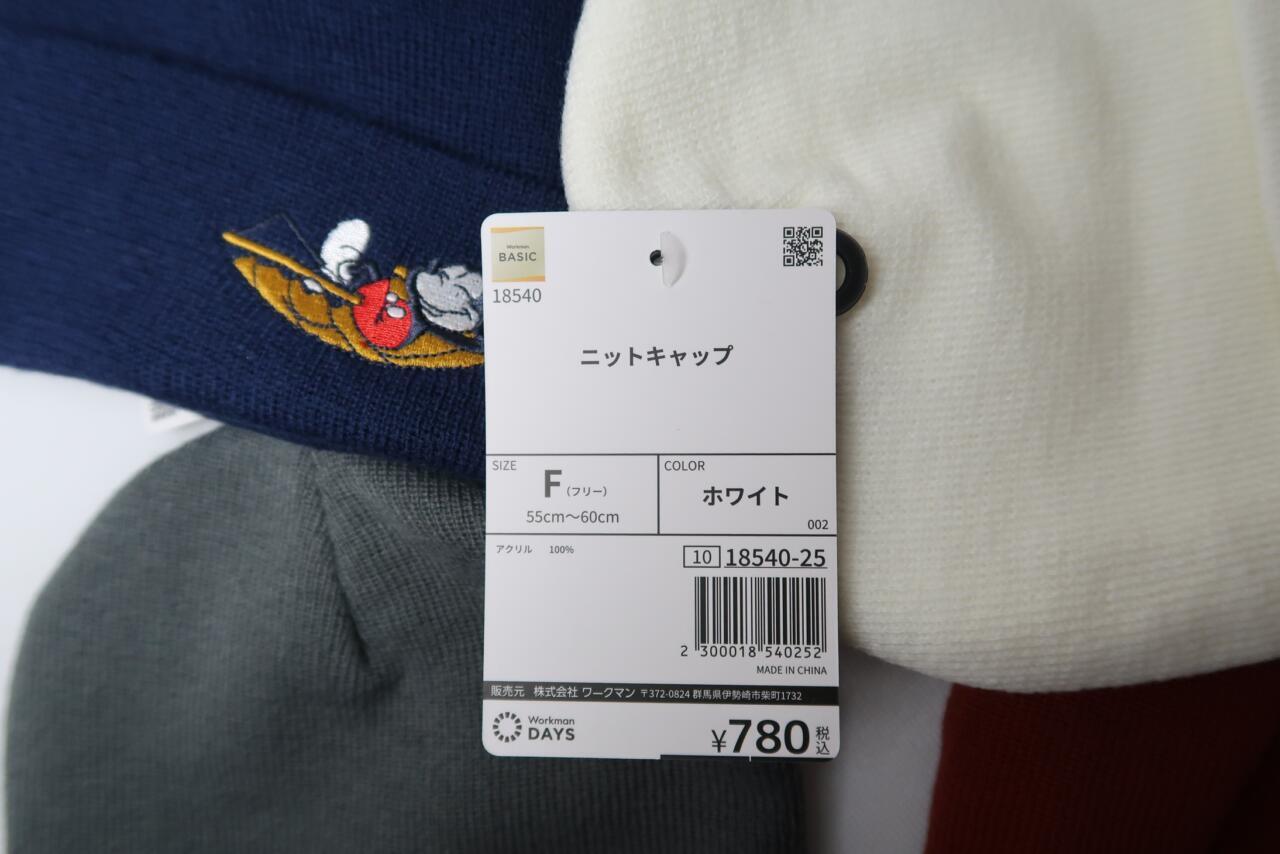 Workman
BASIC
18540
ニットキャップ
SIZE
F（フリー）
55cm〜60cm
COLOR
ホワイト
002
アクリル 100%
10 18540-25
2 300018 540252
MADE IN CHINA
販売元 株式会社 ワークマン 〒372-0824 群馬県伊勢崎市柴町1732
Workman
DAYS
¥780税込